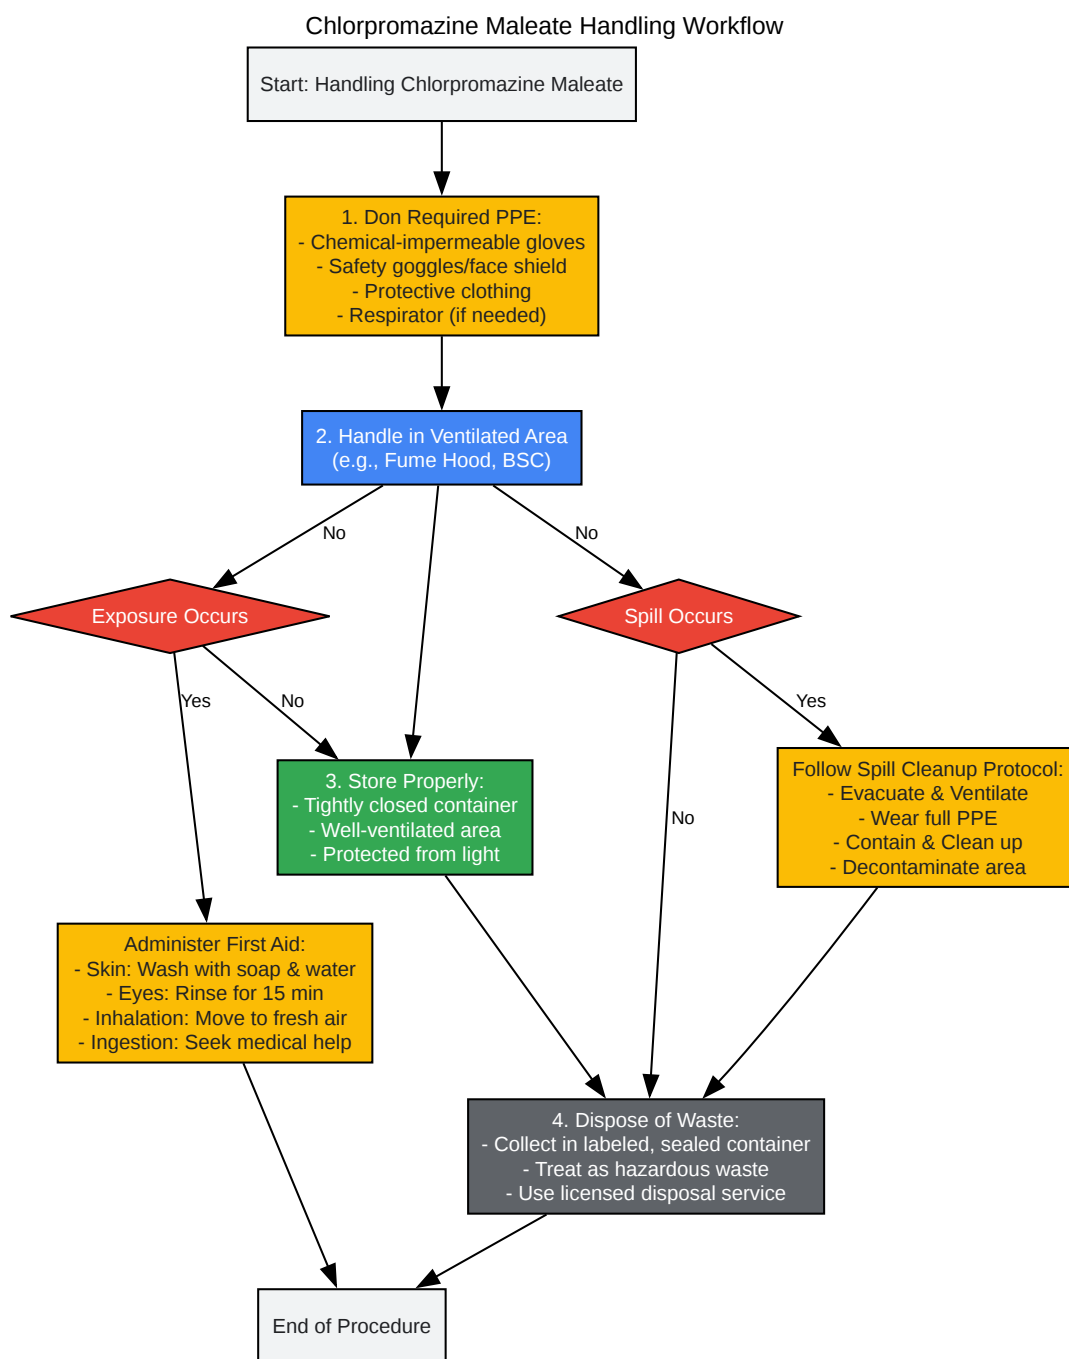 Chlorpromazine Maleate Handling Workflow
Start: Handling Chlorpromazine Maleate
1. Don Required PPE:
- Chemical-impermeable gloves
- Safety goggles/face shield
- Protective clothing
- Respirator (if needed)
2. Handle in Ventilated Area
(e.g., Fume Hood, BSC)
No
No
Exposure Occurs
Spill Occurs
Yes
No
Yes
3. Store Properly:
- Tightly closed container
- Well-ventilated area
- Protected from light
No
Follow Spill Cleanup Protocol:
- Evacuate & Ventilate
- Wear full PPE
- Contain & Clean up
- Decontaminate area
Administer First Aid:
- Skin: Wash with soap & water
- Eyes: Rinse for 15 min
- Inhalation: Move to fresh air
- Ingestion: Seek medical help
4. Dispose of Waste:
- Collect in labeled, sealed container
- Treat as hazardous waste
- Use licensed disposal service
End of Procedure